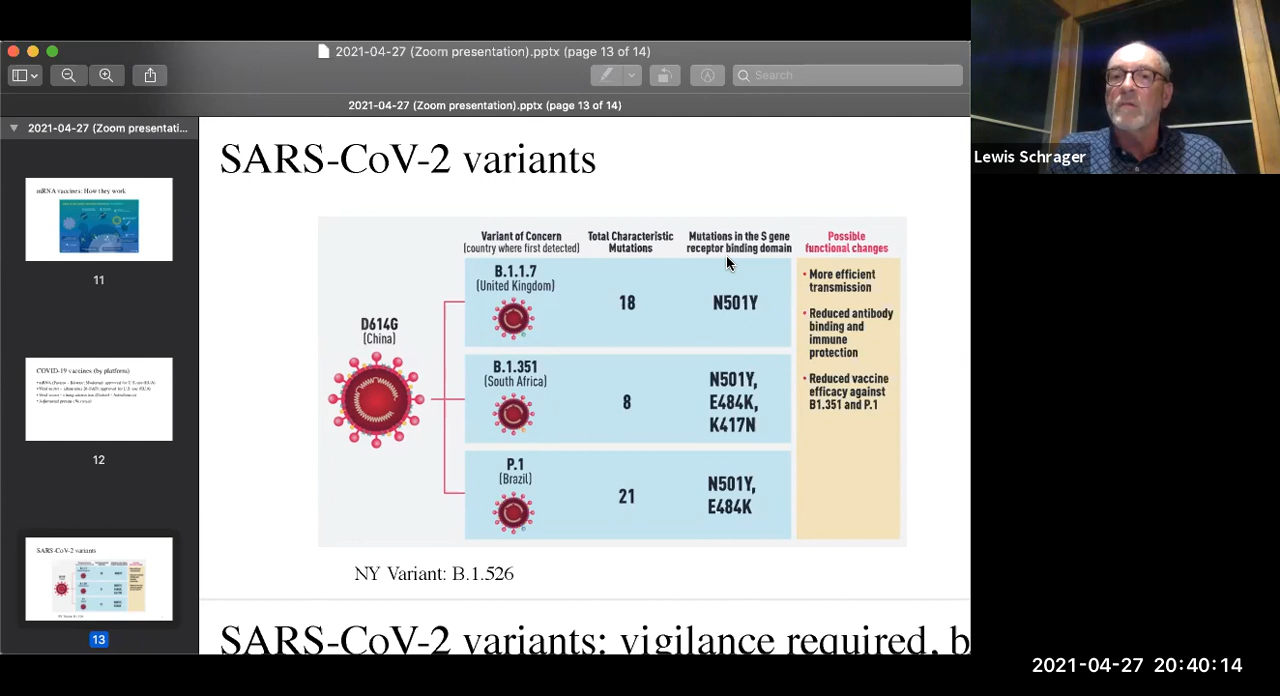 2021-04-27 (Zoom presentation).pptx (page 13 of 14)
Search
2021-04-27 (Zoom presentation).pptx (page 13 of 14)
2021-04-27 (Zoom presentati...
mRNA vaccines: How they work
11
COVID-19 vaccines (by platform)
12
SARS-CoV-2 variants
13
SARS-CoV-2 variants
Variant of Concern
(country where first detected)
Total Characteristic
Mutations
Mutations in the S gene
receptor binding domain
Possible
functional changes
D614G
(China)
B.1.1.7
(United Kingdom)
18
N501Y
B.1.351
(South Africa)
8
N501Y,
E484K,
K417N
P.1
(Brazil)
21
N501Y,
E484K
• More efficient
transmission
• Reduced antibody
binding and
immune
protection
• Reduced vaccine
efficacy against
B1.351 and P.1
NY Variant: B.1.526
SARS-CoV-2 variants: vigilance required, b
Lewis Schrager
2021-04-27 20:40:14